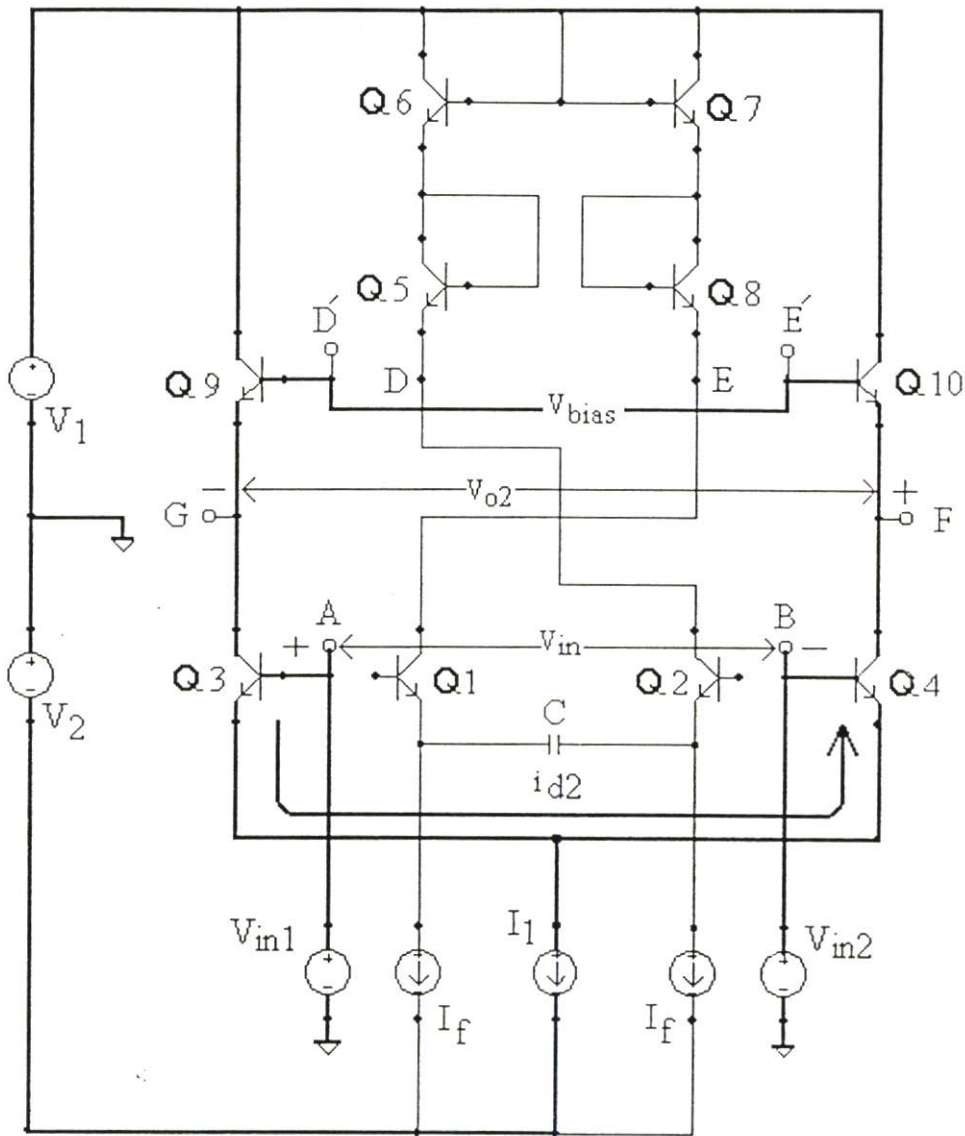 Q6
Q7
Q5
Q8
D′
E′
Q9
D
E
Q10
Vbias
V1
− Vo2 +
G
F
A
B
+ Vin −
Q3
Q1
Q2
Q4
V2
C
id2
Vin1
I1
Vin2
If
If